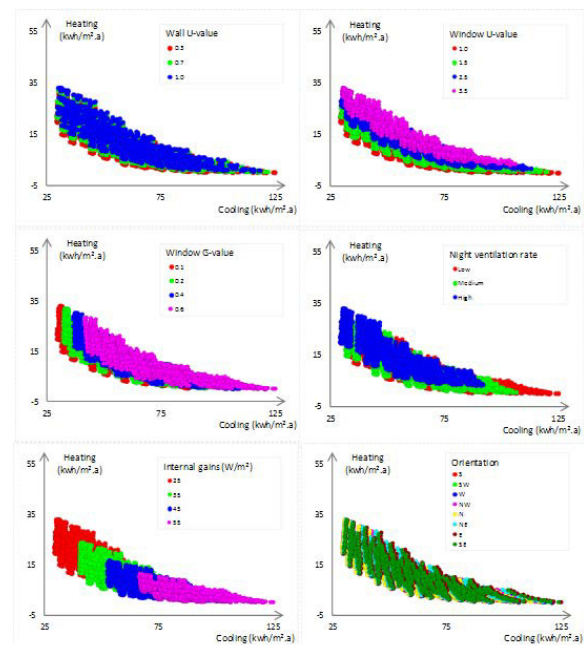 Heating
(kwh/m².a)
55
35
15
-5
25
75
125
Cooling (kwh/m².a)
Wall U-value
0.3
0.7
1.0
Heating
(kwh/m².a)
55
35
15
-5
25
75
125
Cooling (kwh/m².a)
Window U-value
1.0
1.5
2.5
5.5
Heating
(kwh/m².a)
55
35
15
-5
25
75
125
Cooling (kwh/m².a)
Window G-value
0.1
0.2
0.4
0.6
Heating
(kwh/m².a)
55
35
15
-5
25
75
125
Cooling (kwh/m².a)
Night ventilation rate
Low
Medium
High
Heating
(kwh/m².a)
55
35
15
-5
25
75
125
Cooling (kwh/m².a)
Internal gains (W/m²)
25
35
45
55
Heating
(kwh/m².a)
55
35
15
-5
25
75
125
Cooling (kwh/m².a)
Orientation
S
SW
W
NW
N
NE
E
SE